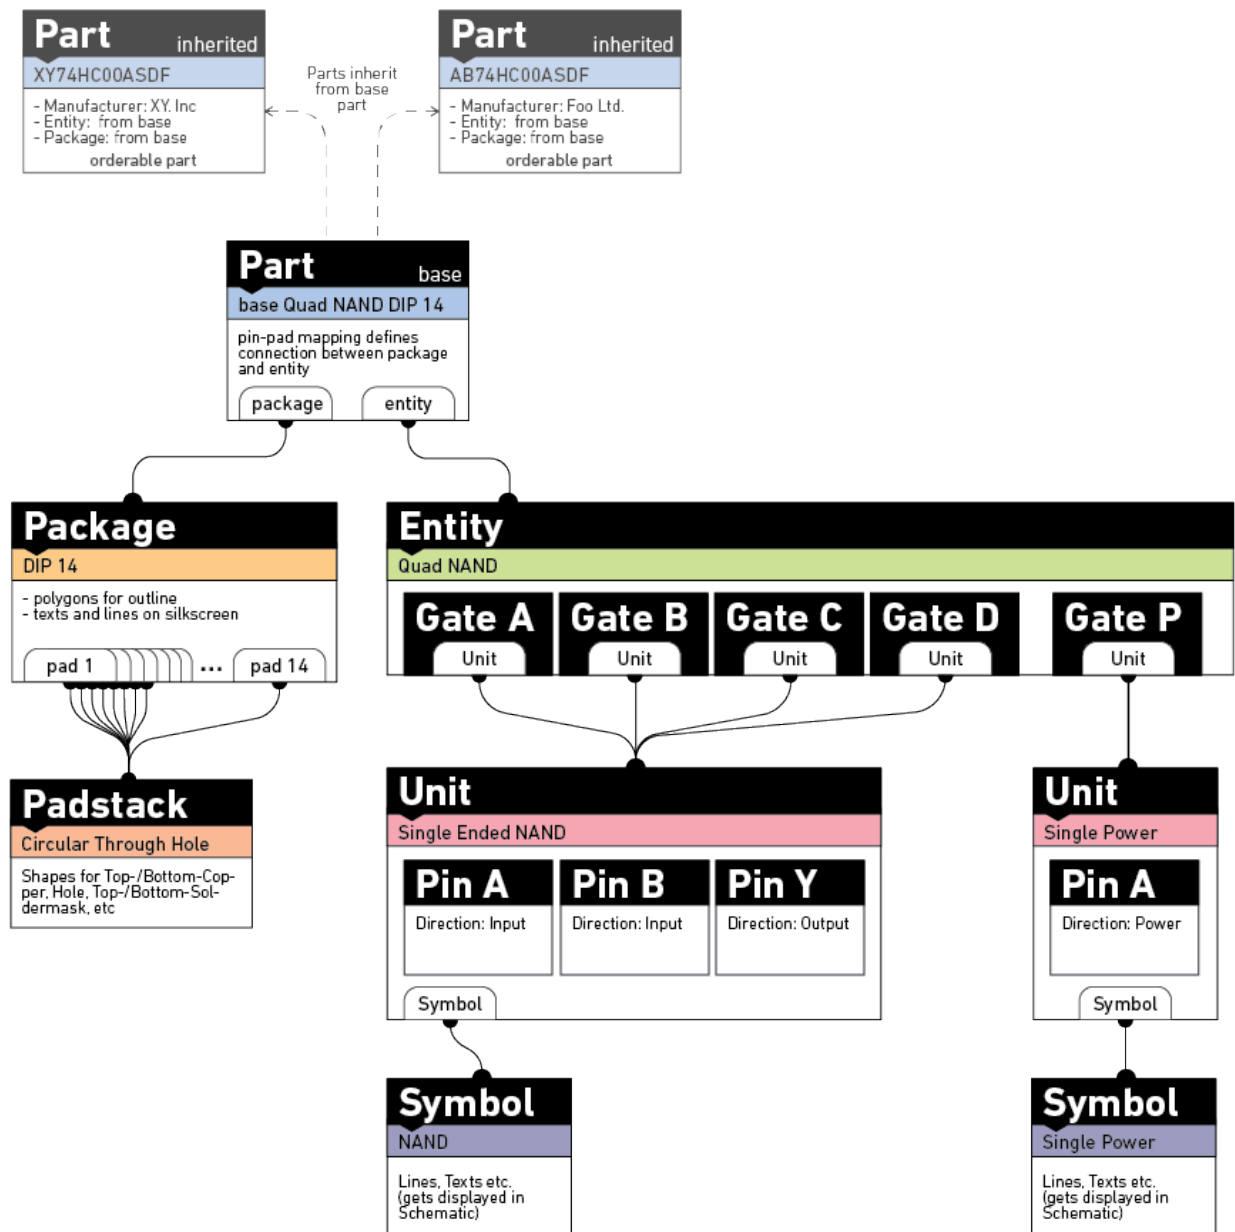 Part
inherited
XY74HC00ASDF
- Manufacturer: XY. Inc
- Entity: from base
- Package: from base
orderable part
Parts inherit
from base
part
Part
inherited
AB74HC00ASDF
- Manufacturer: Foo Ltd.
- Entity: from base
- Package: from base
orderable part
Part
base
base Quad NAND DIP 14
pin-pad mapping defines
connection between package
and entity
package
entity
Package
DIP 14
- polygons for outline
- texts and lines on silkscreen
pad 1
...
pad 14
Entity
Quad NAND
Gate A
Unit
Gate B
Unit
Gate C
Unit
Gate D
Unit
Gate P
Unit
Padstack
Circular Through Hole
Shapes for Top-/Bottom-Cop-
per, Hole, Top-/Bottom-Sol-
dermask, etc
Unit
Single Ended NAND
Pin A
Direction: Input
Pin B
Direction: Input
Pin Y
Direction: Output
Symbol
Unit
Single Power
Pin A
Direction: Power
Symbol
Symbol
NAND
Lines, Texts etc.
(gets displayed in
Schematic)
Symbol
Single Power
Lines, Texts etc.
(gets displayed in
Schematic)